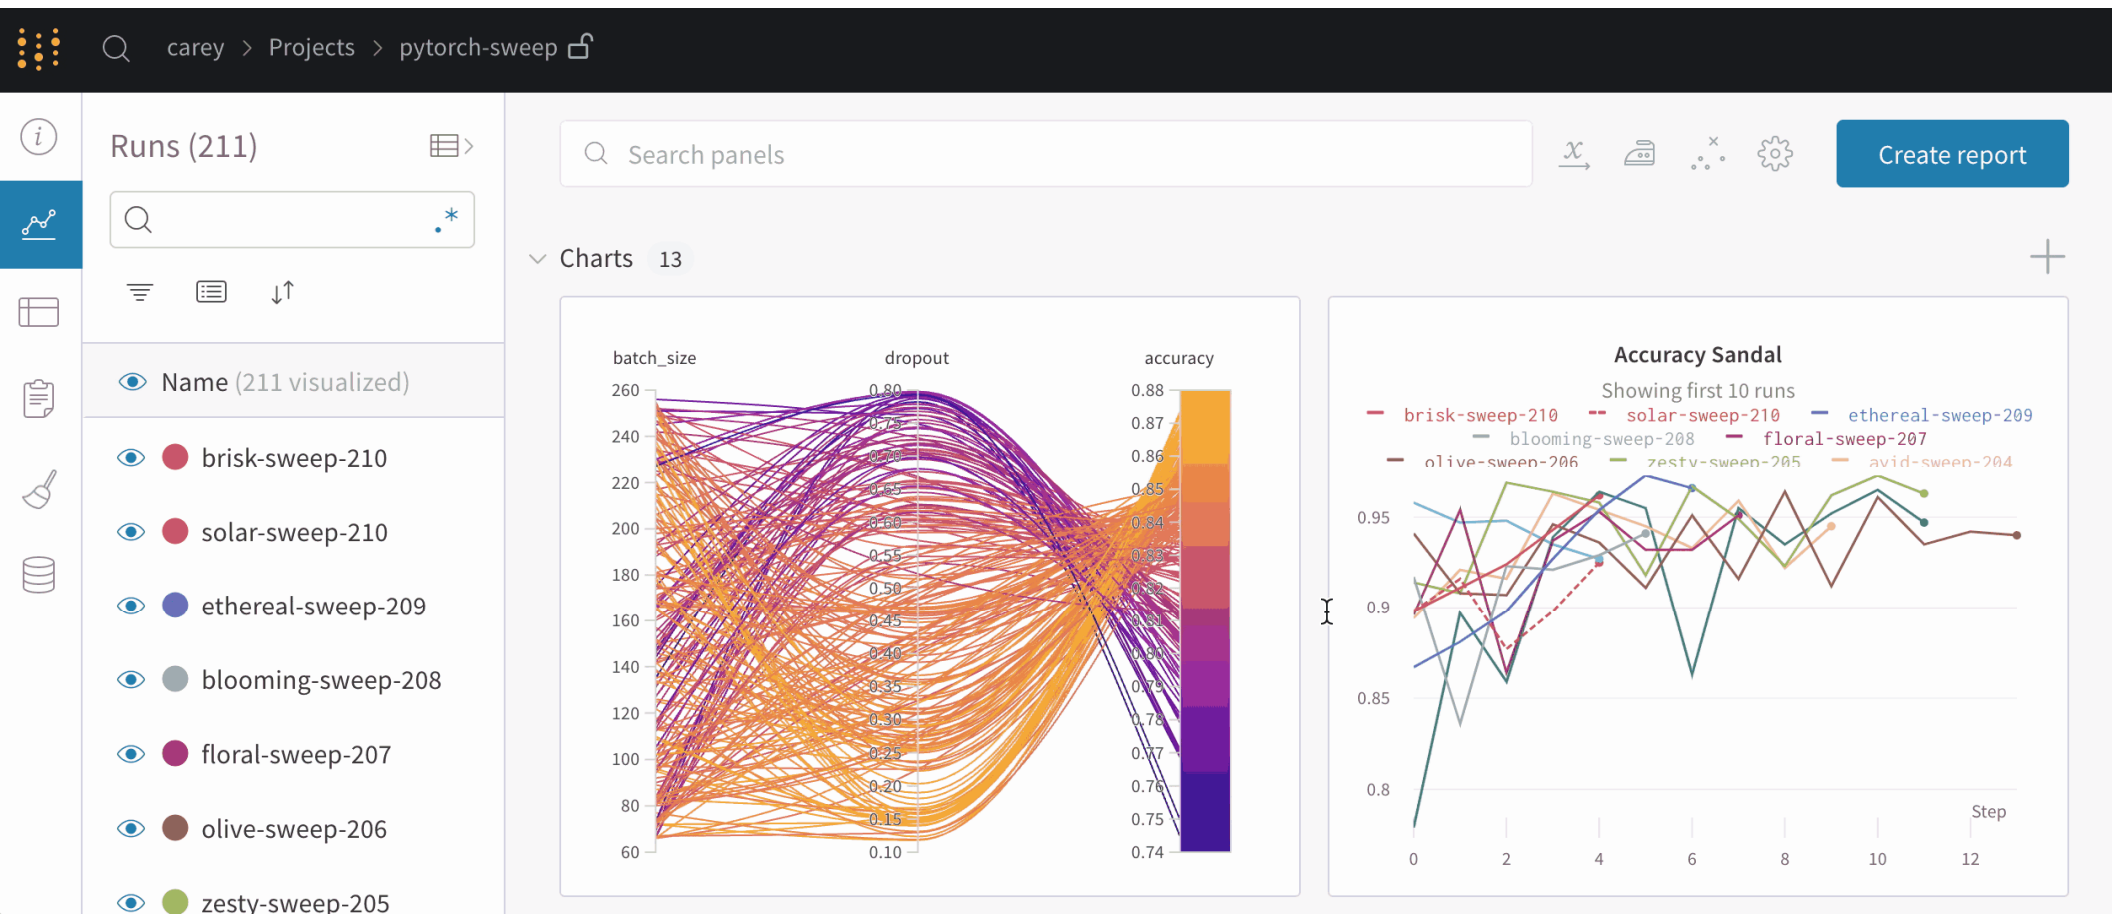 carey > Projects > pytorch-sweep
Runs (211)
.*
Name (211 visualized)
brisk-sweep-210
solar-sweep-210
ethereal-sweep-209
blooming-sweep-208
floral-sweep-207
olive-sweep-206
zesty-sweep-205
Search panels
Create report
Charts 13
batch_size dropout accuracy
260
240
220
200
180
160
140
120
100
80
60
0.80
0.75
0.70
0.65
0.60
0.55
0.50
0.45
0.40
0.35
0.30
0.25
0.20
0.15
0.10
0.88
0.87
0.86
0.85
0.84
0.83
0.82
0.81
0.80
0.79
0.78
0.77
0.76
0.75
0.74
Accuracy Sandal
Showing first 10 runs
brisk-sweep-210 solar-sweep-210 ethereal-sweep-209
blooming-sweep-208 floral-sweep-207
olive-sweep-206 zesty-sweep-205 avid-sweep-204
0.95
0.9
0.85
0.8
Step
0 2 4 6 8 10 12